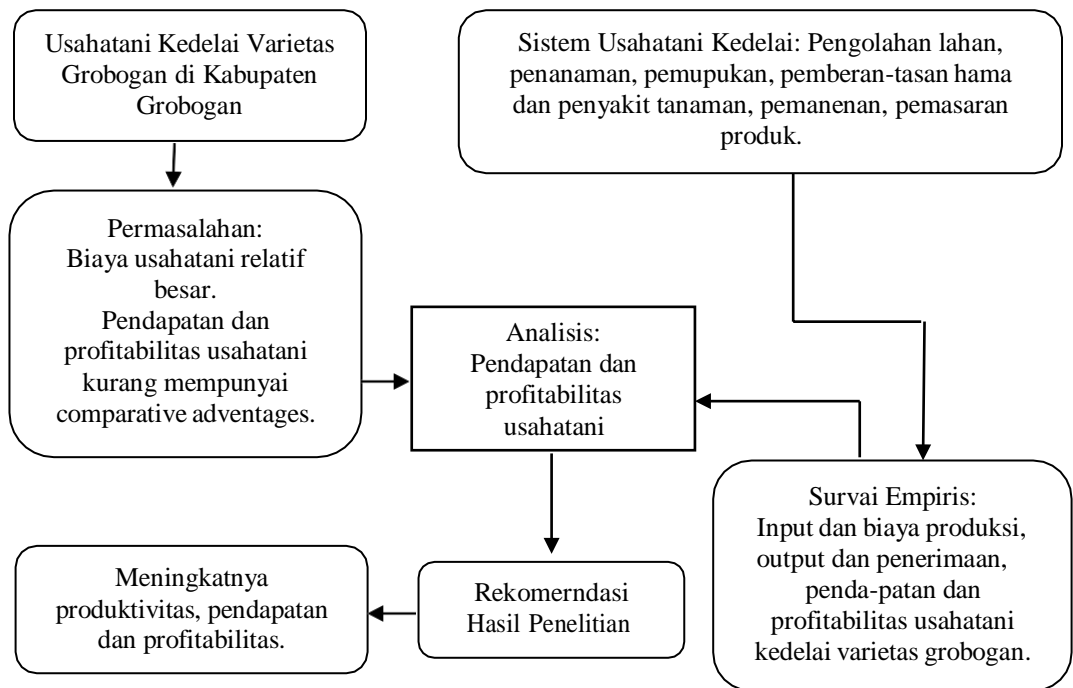 Usahatani Kedelai Varietas
Grobogan di Kabupaten
Grobogan
Sistem Usahatani Kedelai: Pengolahan lahan,
penanaman, pemupukan, pemberan-tasan hama
dan penyakit tanaman, pemanenan, pemasaran
produk.
Permasalahan:
Biaya usahatani relatif
besar.
Pendapatan dan
profitabilitas usahatani
kurang mempunyai
comparative adventages.
Analisis:
Pendapatan dan
profitabilitas
usahatani
Survai Empiris:
Input dan biaya produksi,
output dan penerimaan,
penda-patan dan
profitabilitas usahatani
kedelai varietas grobogan.
Rekomerndasi
Hasil Penelitian
Meningkatnya
produktivitas, pendapatan
dan profitabilitas.